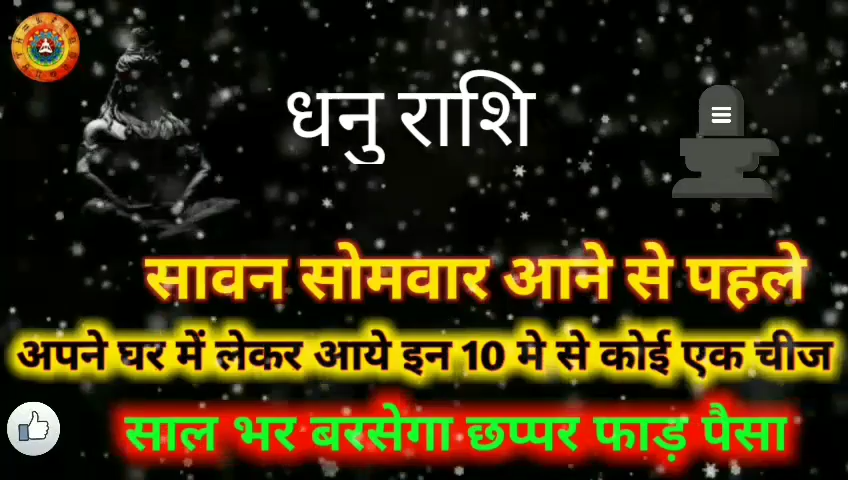 धनु राशि
सावन सोमवार आने से पहले
अपने घर में लेकर आये इन 10 मे से कोई एक चीज
साल भर बरसेगा छप्पर फाड़ पैसा